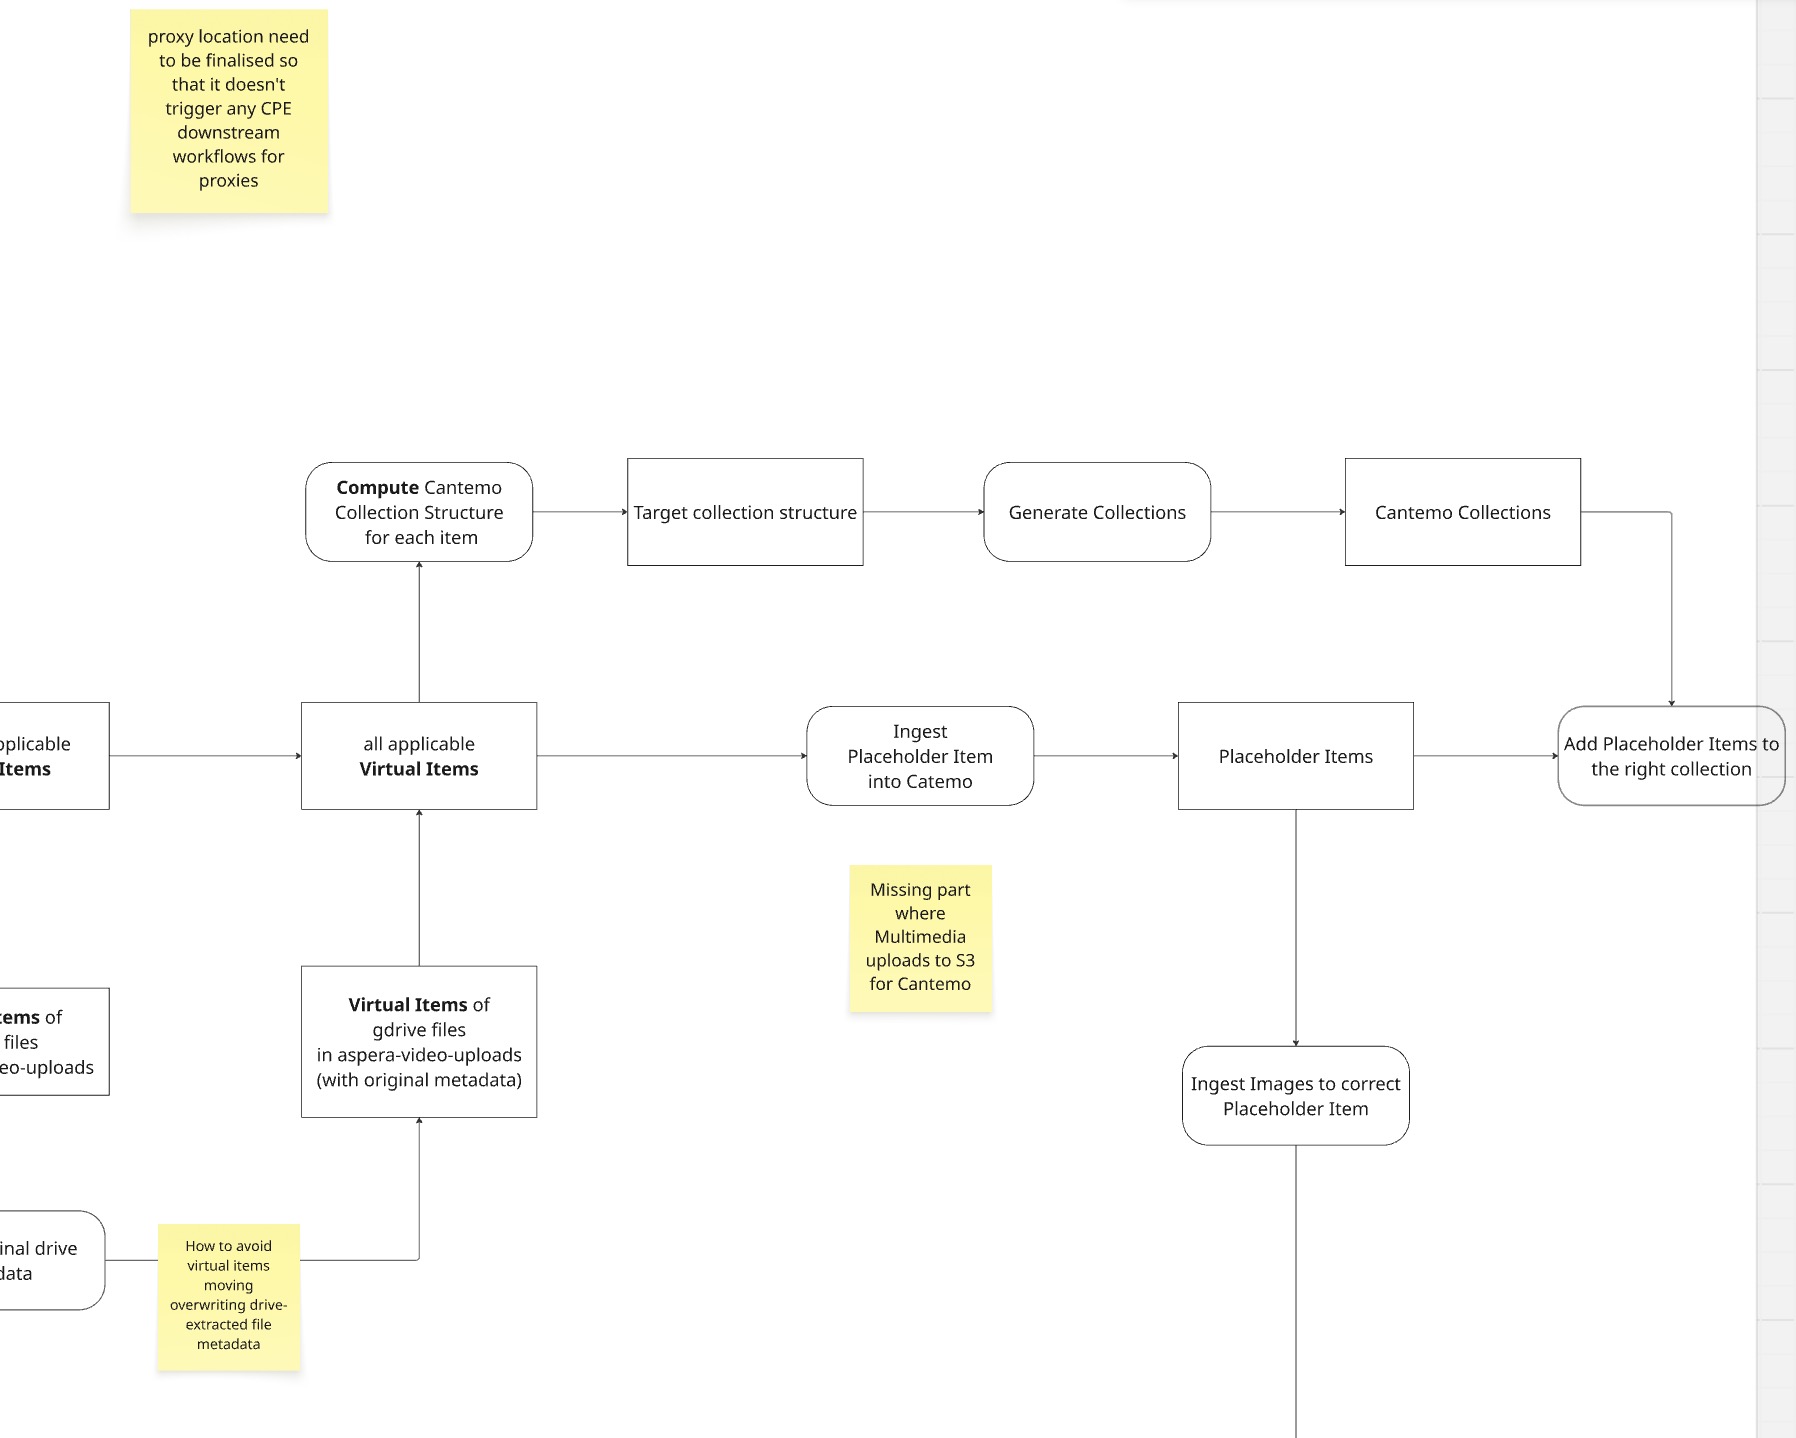 proxy location need
to be finalised so
that it doesn't
trigger any CPE
downstream
workflows for
proxies
Compute Cantemo
Collection Structure
for each item
Target collection structure
Generate Collections
Cantemo Collections
pplicable
Items
all applicable
Virtual Items
Ingest
Placeholder Item
into Catemo
Placeholder Items
Add Placeholder Items to
the right collection
Missing part
where
Multimedia
uploads to S3
for Cantemo
tems of
files
eo-uploads
Virtual Items of
gdrive files
in aspera-video-uploads
(with original metadata)
Ingest Images to correct
Placeholder Item
inal drive
data
How to avoid
virtual items
moving
overwriting drive-
extracted file
metadata